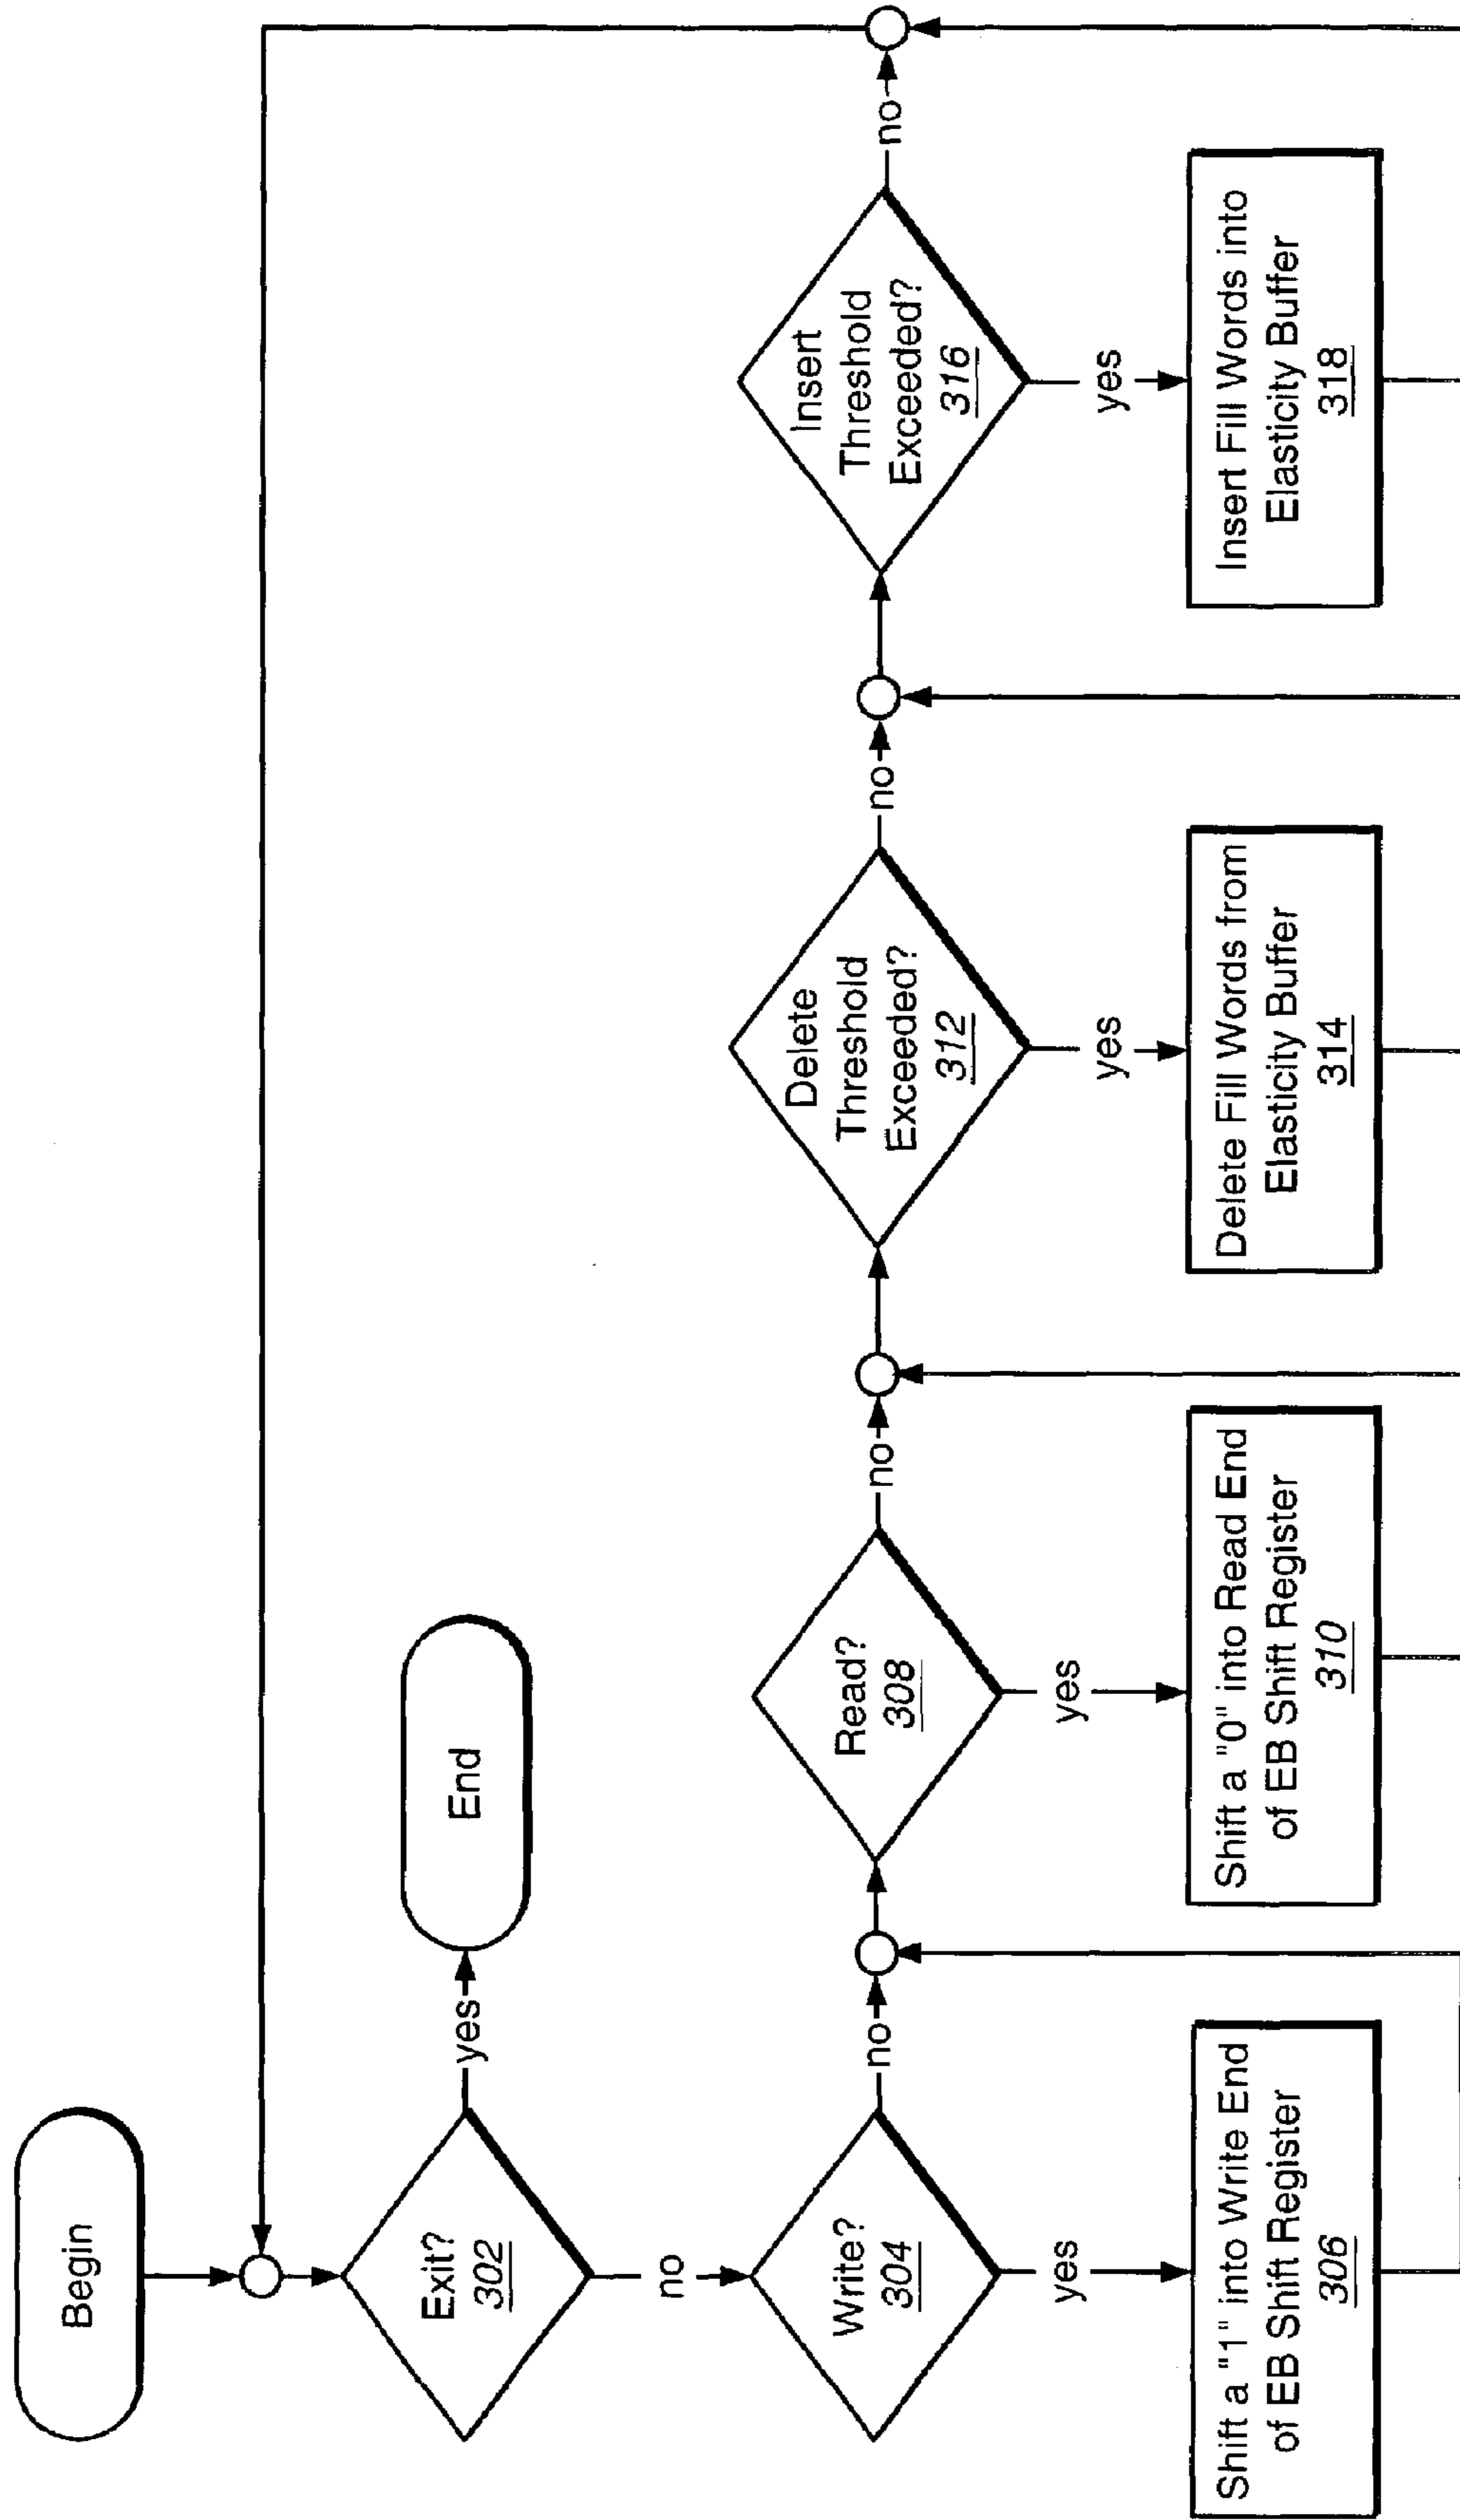 Begin
Exit?
302
yes
End
no
Write?
304
no
yes
Shift a "1" into Write End
of EB Shift Register
306
Read?
308
no
yes
Shift a "0" into Read End
of EB Shift Register
310
Delete
Threshold
Exceeded?
312
no
yes
Delete Fill Words from
Elasticity Buffer
314
Insert
Threshold
Exceeded?
316
no
yes
Insert Fill Words into
Elasticity Buffer
318